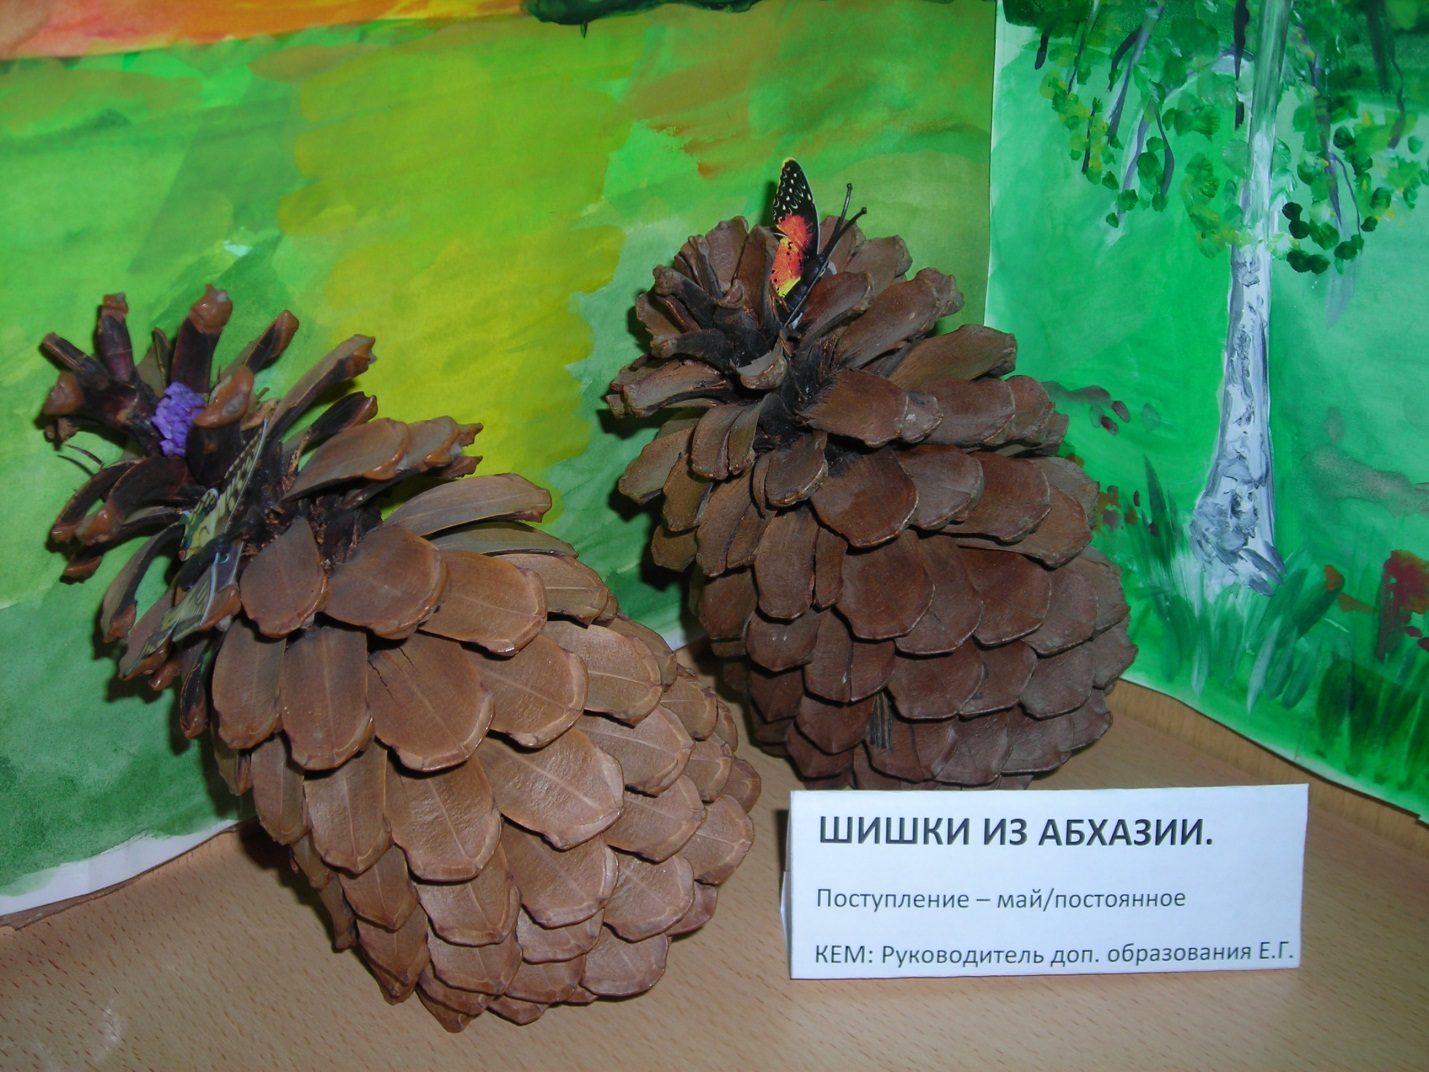 ШИШКИ ИЗ АБХАЗИИ.
Поступление – май/постоянное
КЕМ: Руководитель доп. образования Е.Г.